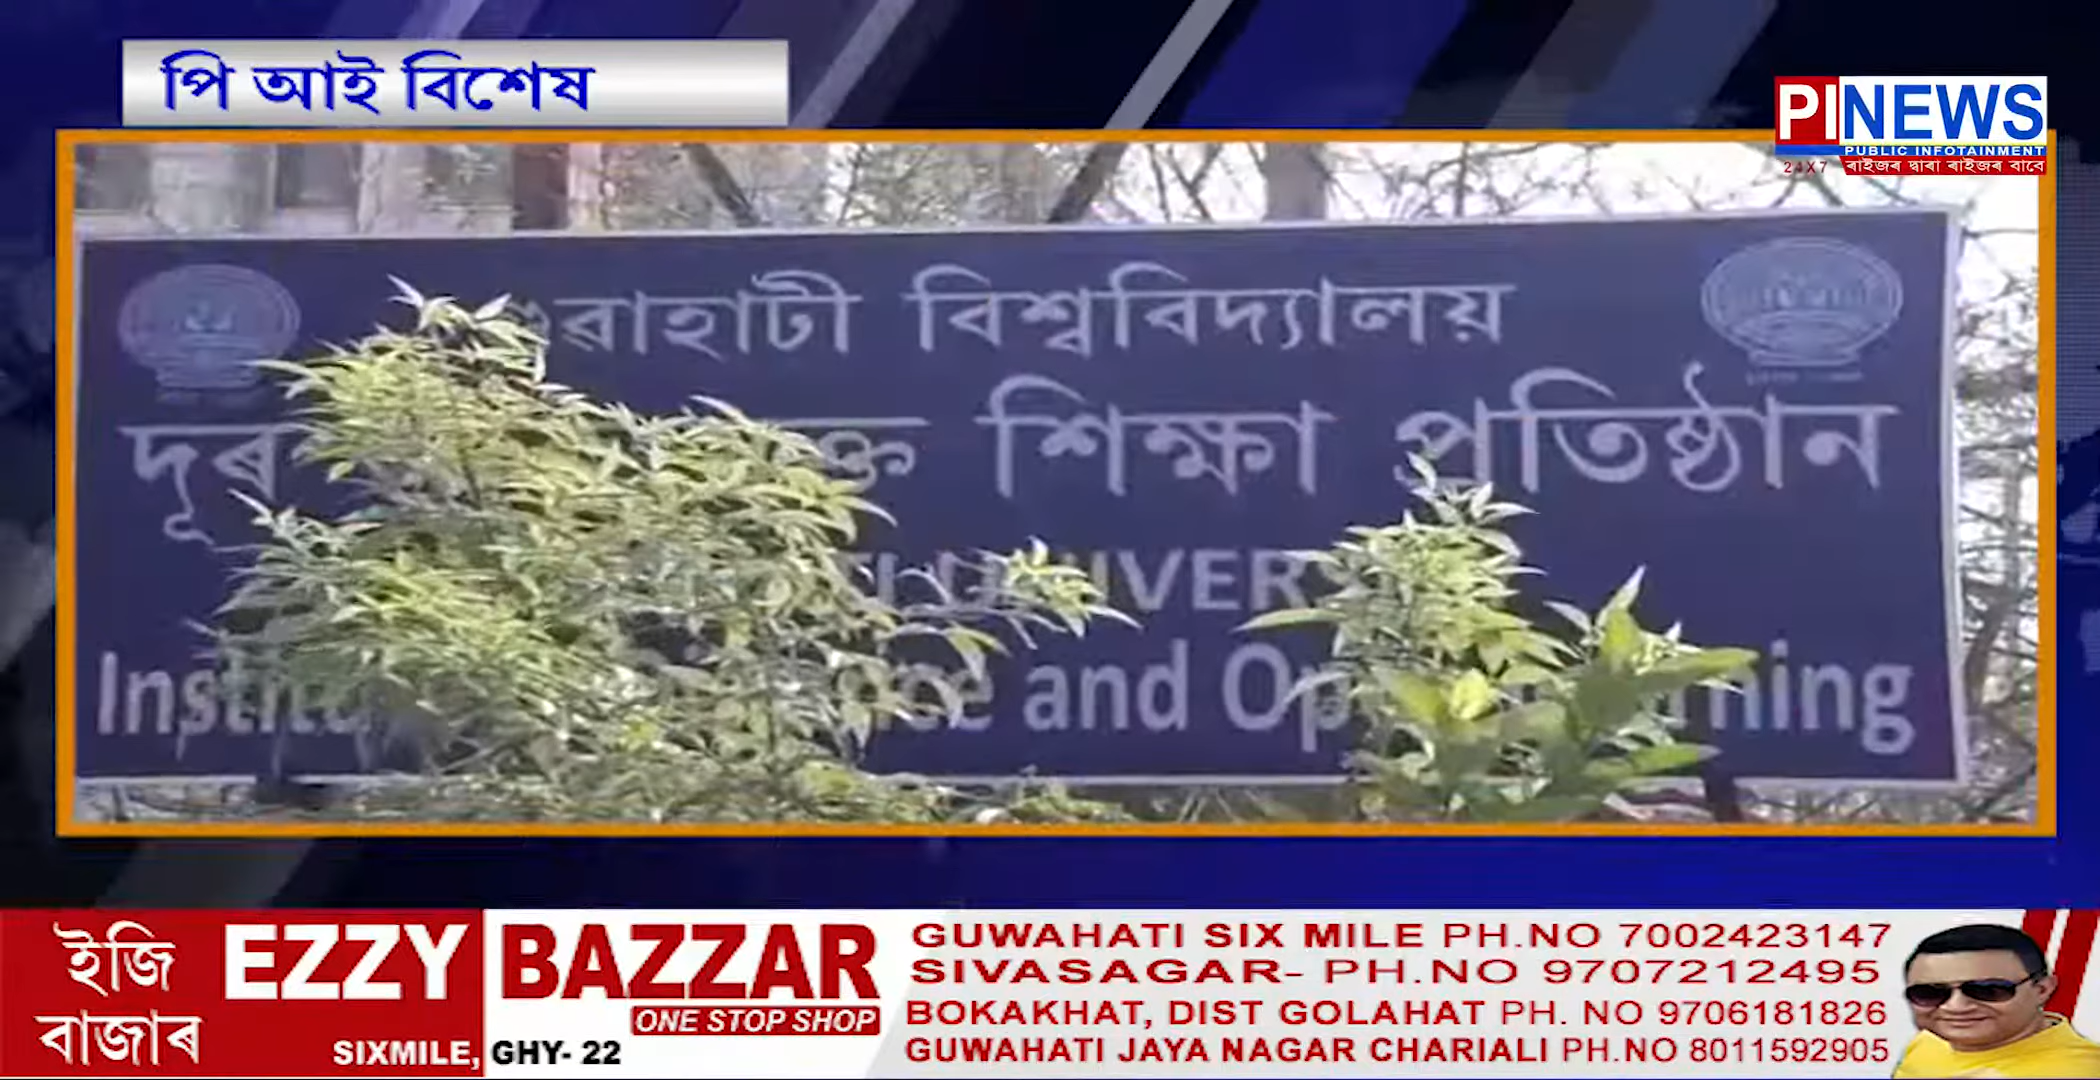 পি আই বিশেষ
PINEWS
PUBLIC INFOTAINMENT
24X7 ৰাইজৰ দ্বাৰা ৰাইজৰ বাবে
গুৱাহাটী বিশ্ববিদ্যালয়
দূৰ শিক্ষা প্ৰতিষ্ঠান
and
ইজি বাজাৰ
EZZY BAZZAR
ONE STOP SHOP
SIXMILE, GHY- 22
GUWAHATI SIX MILE PH.NO 7002423147
SIVASAGAR- PH.NO 9707212495
BOKAKHAT, DIST GOLAHAT PH. NO 9706181826
GUWAHATI JAYA NAGAR CHARIALI PH.NO 8011592905